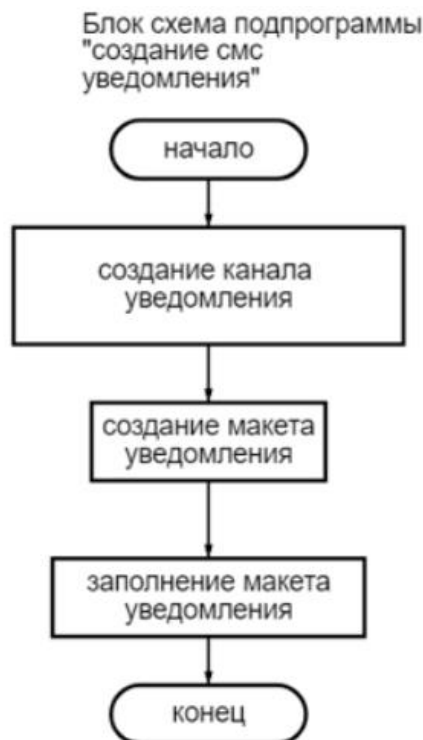 Блок схема подпрограммы
"создание смс
уведомления"
начало
создание канала
уведомления
создание макета
уведомления
заполнение макета
уведомления
конец